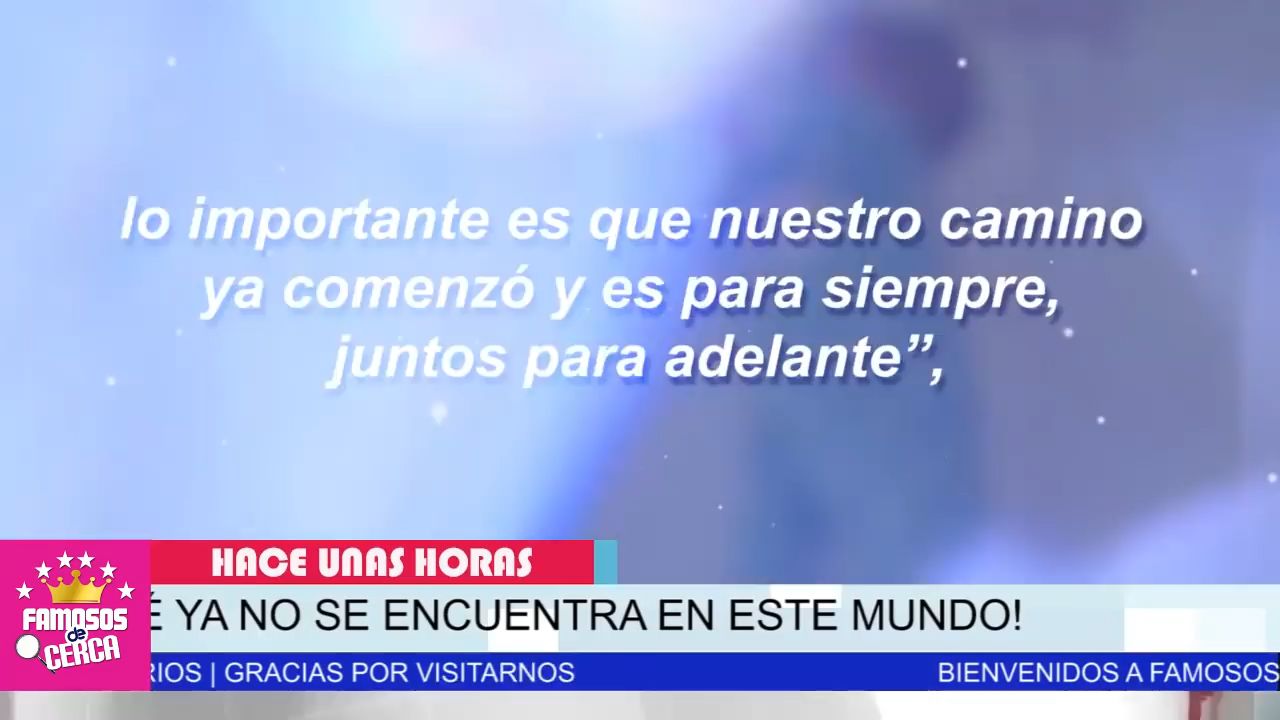 lo importante es que nuestro camino
ya comenzó y es para siempre,
juntos para adelante”,
HACE UNAS HORAS
É YA NO SE ENCUENTRA EN ESTE MUNDO!
FAMOSOS
de
CERCA
RIOS | GRACIAS POR VISITARNOS
BIENVENIDOS A FAMOSOS